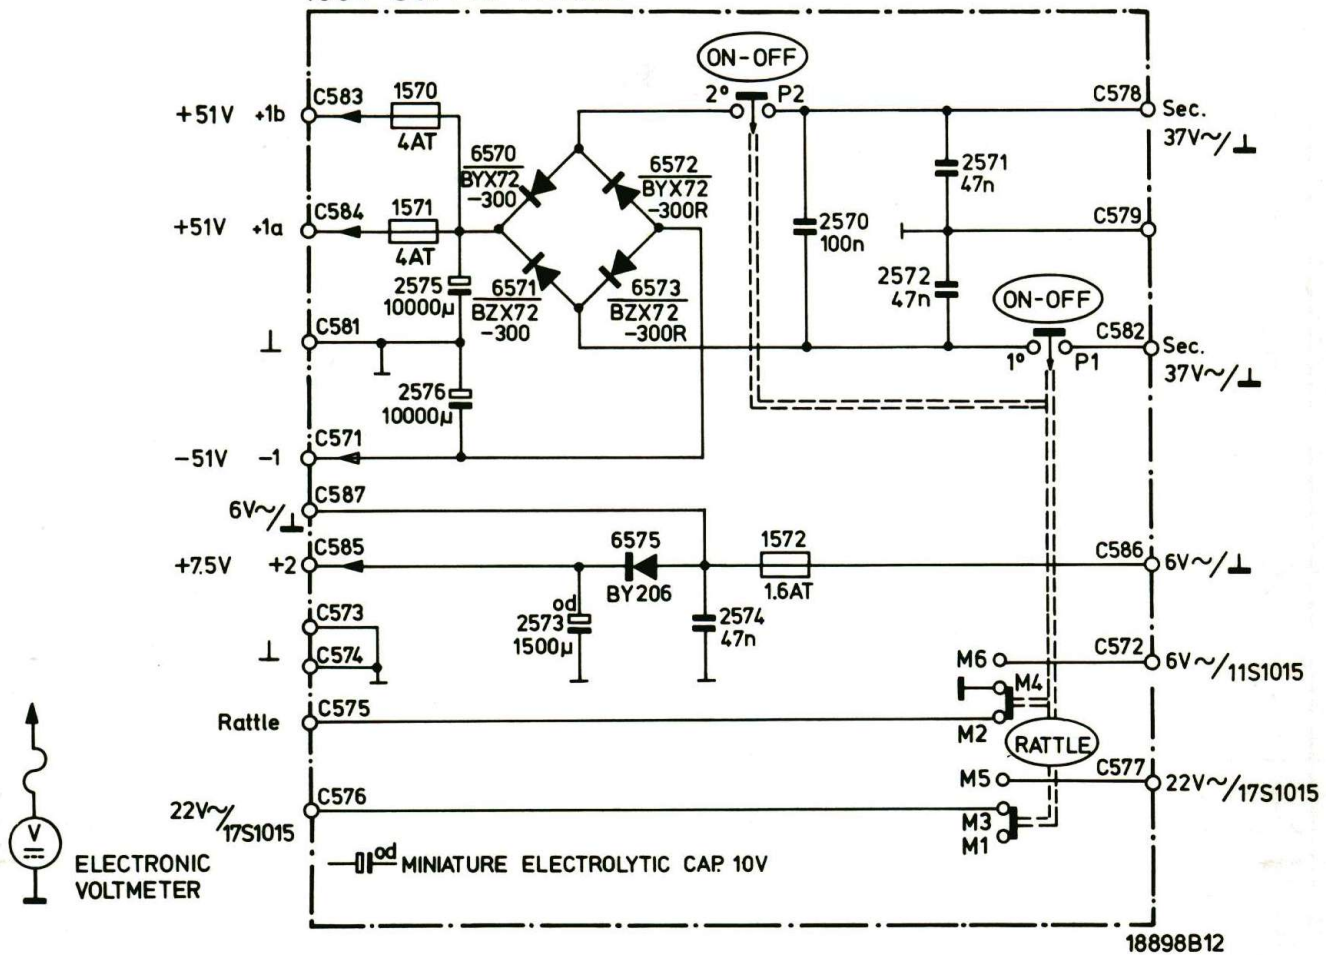 ON-OFF
C583
1570
+51V +1b
4AT
2° P2
C578
Sec.
37V~/⊥
6570
BYX72
-300
6572
BYX72
-300R
2571
47n
C584
1571
+51V +1a
4AT
2570
100n
C579
2575
10000µ
6571
BZX72
-300
6573
BZX72
-300R
2572
47n
ON-OFF
C581
⊥
1° P1
C582
Sec.
37V~/⊥
2576
10000µ
C571
-51V -1
C587
6V~/⊥
C585
+7.5V +2
6575
BY206
1572
1.6AT
C586
6V~/⊥
od
2573
1500µ
2574
47n
C573
⊥
C574
M6
C572
6V~/11S1015
M4
C575
Rattle
M2
RATTLE
M5
C577
22V~/17S1015
C576
22V~/17S1015
M3
M1
V
ELECTRONIC
VOLTMETER
od MINIATURE ELECTROLYTIC CAP. 10V
18898B12